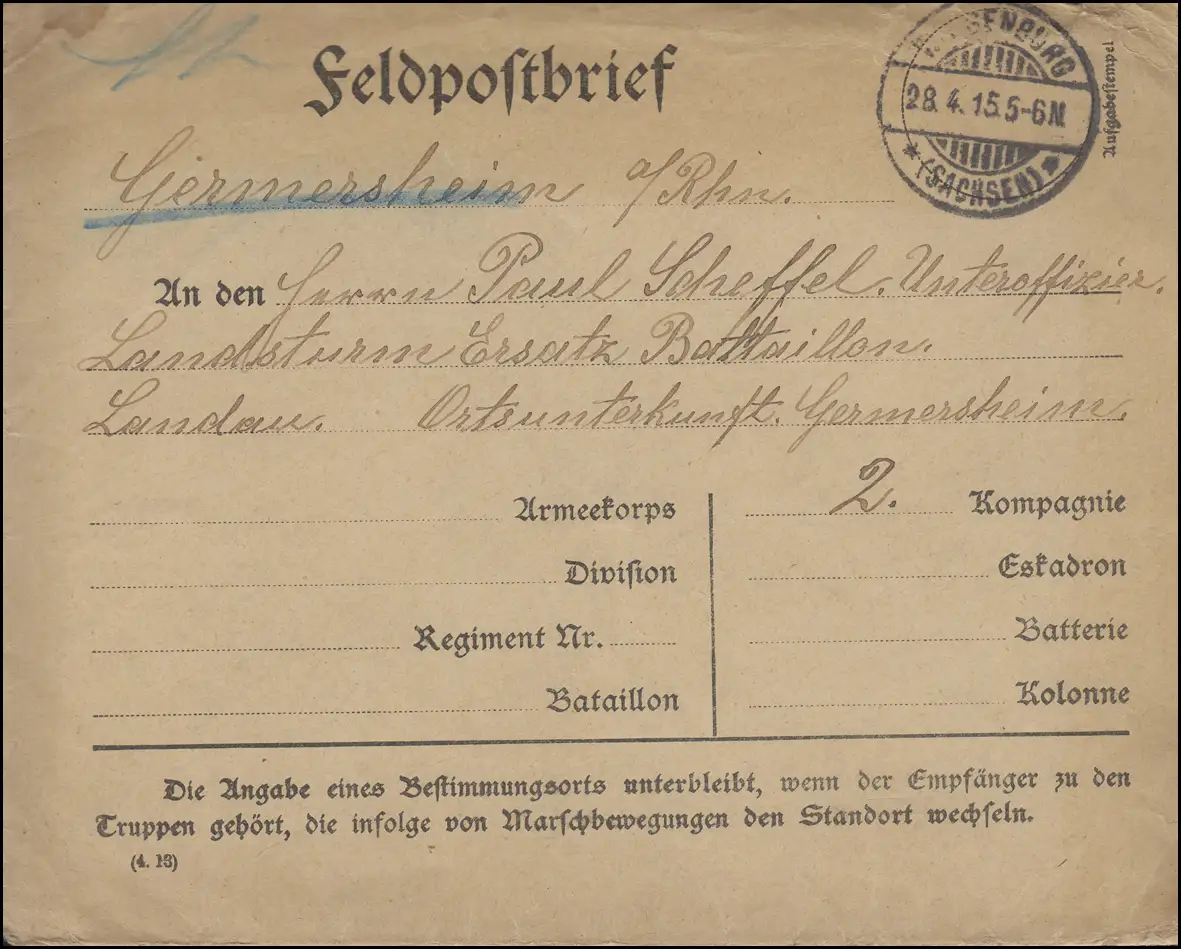 Feldpostbrief
28.4.15.5-6N
* (SACHSEN) *
Aufgabestempel
Germersheim a/Rhn.
An den Herrn Paul Scheffel. Unteroffizier.
Landsturm Ersatz Battaillon.
Landau. Ortsunterkunft. Germersheim.
Armeekorps
2. Kompagnie
Division
Eskadron
Regiment Nr.
Batterie
Bataillon
Kolonne
Die Angabe eines Bestimmungsorts unterbleibt, wenn der Empfänger zu den
Truppen gehört, die infolge von Marschbewegungen den Standort wechseln.
(4. 13)